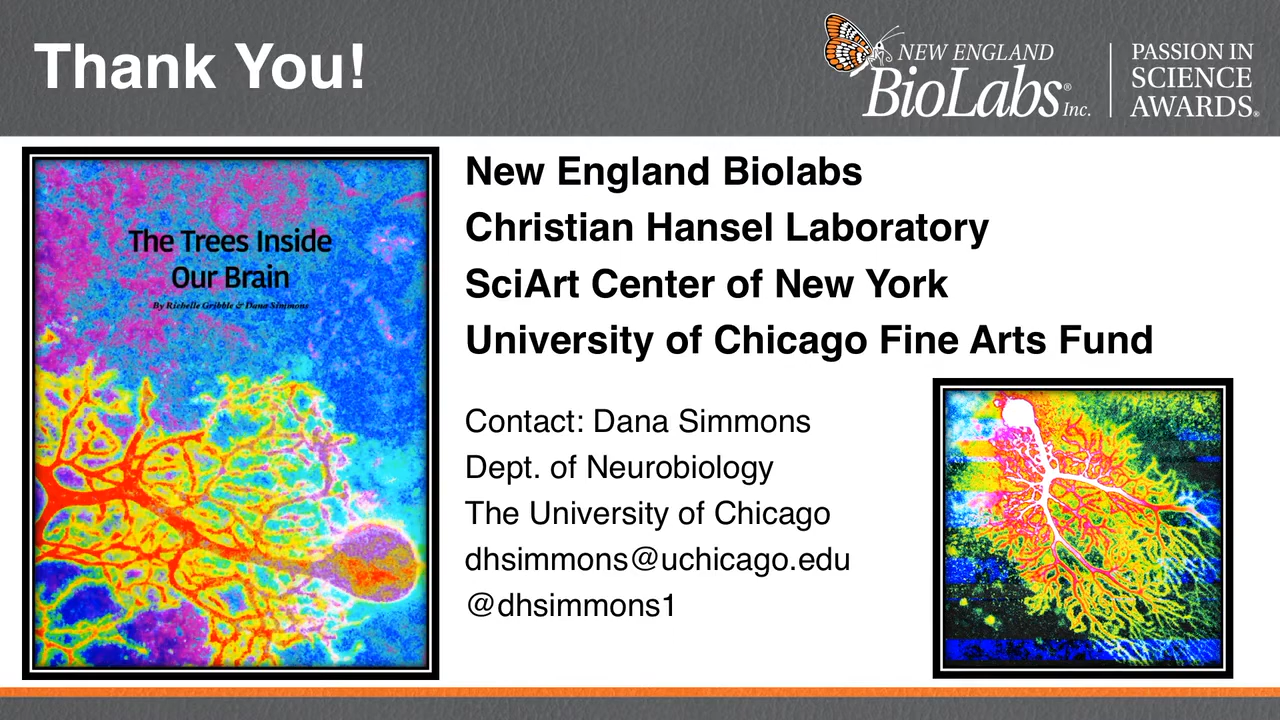 Thank You!
NEW ENGLAND
BioLabs® Inc.
PASSION IN
SCIENCE
AWARDS®
The Trees Inside
Our Brain
By Richelle Gribble & Dana Simmons
New England Biolabs
Christian Hansel Laboratory
SciArt Center of New York
University of Chicago Fine Arts Fund
Contact: Dana Simmons
Dept. of Neurobiology
The University of Chicago
dhsimmons@uchicago.edu
@dhsimmons1